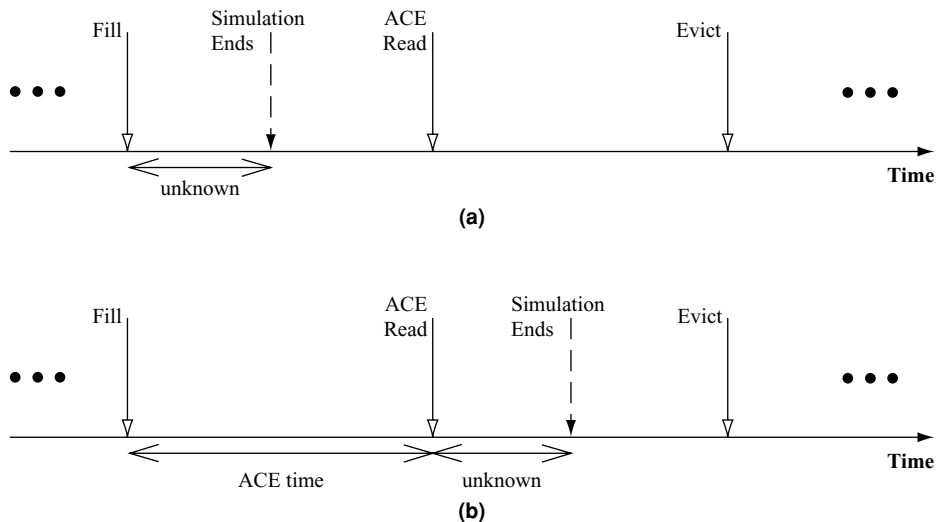 Fill
Simulation
Ends
ACE
Read
Evict
unknown
Time
(a)
Fill
ACE
Read
Simulation
Ends
Evict
ACE time
unknown
Time
(b)